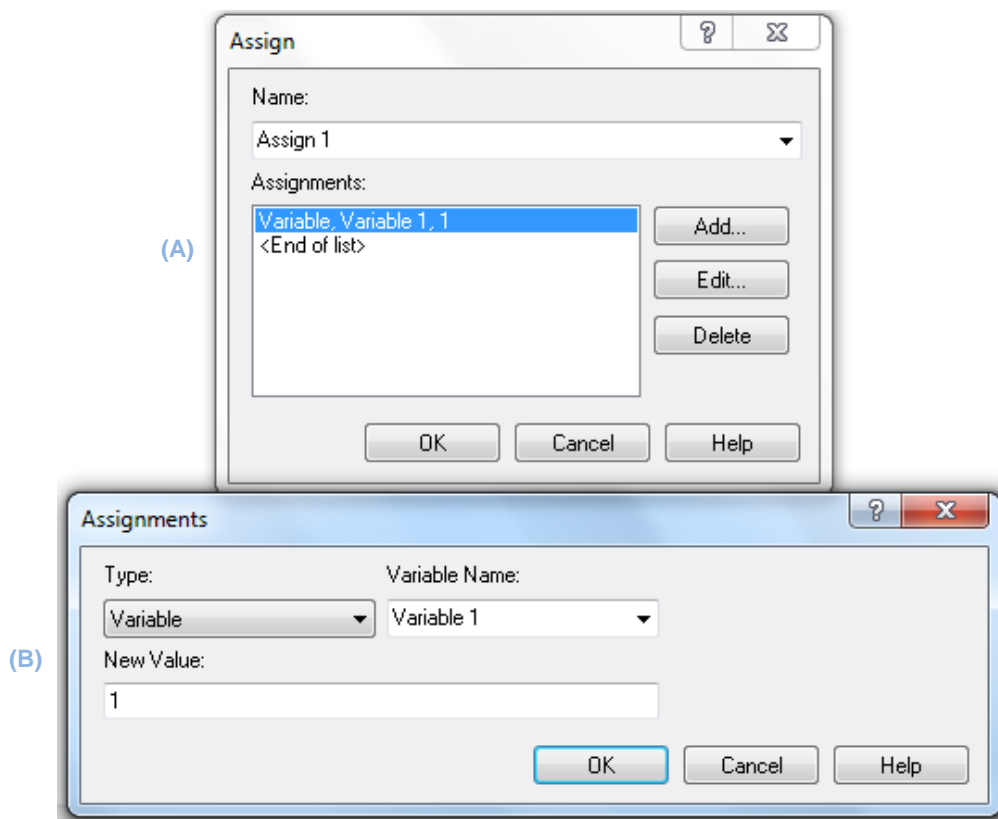 Assign
Name:
Assign 1
Assignments:
(A)
Variable, Variable 1, 1
<End of list>
Add...
Edit...
Delete
OK Cancel Help
Assignments
(B)
Type: Variable Name:
Variable Variable 1
New Value:
1
OK Cancel Help